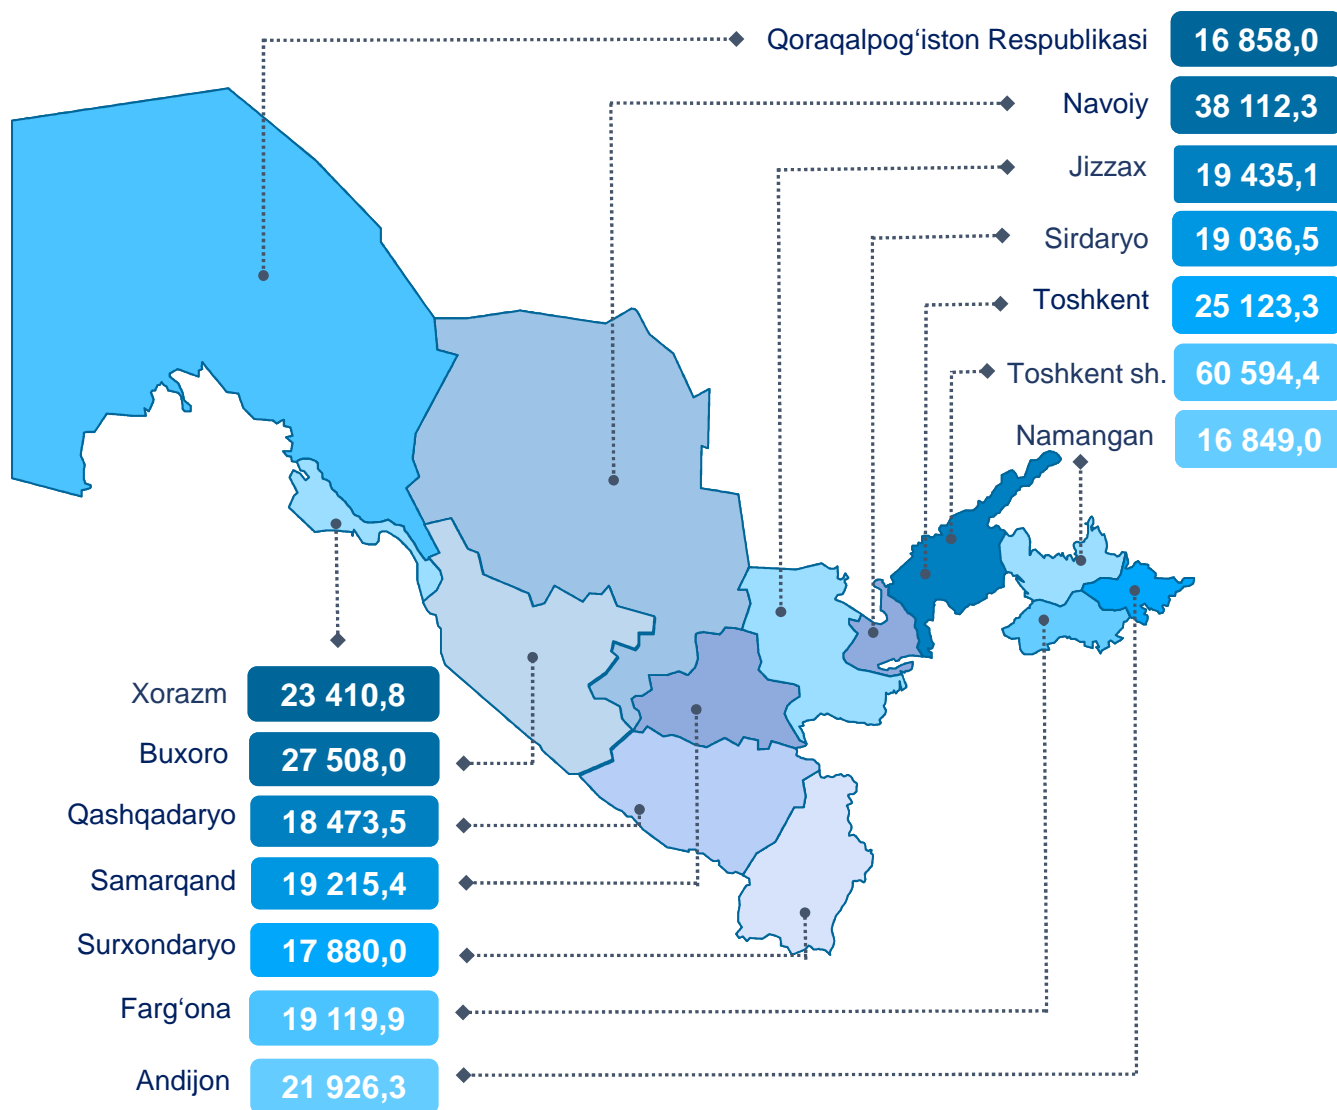 Qoraqalpog‘iston Respublikasi 16 858,0
Navoiy 38 112,3
Jizzax 19 435,1
Sirdaryo 19 036,5
Toshkent 25 123,3
Toshkent sh. 60 594,4
Namangan 16 849,0
Xorazm 23 410,8
Buxoro 27 508,0
Qashqadaryo 18 473,5
Samarqand 19 215,4
Surxondaryo 17 880,0
Farg‘ona 19 119,9
Andijon 21 926,3